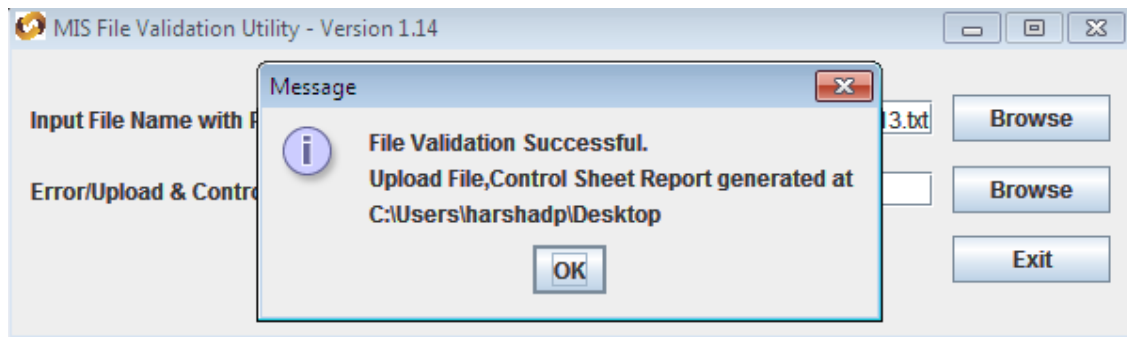 MIS File Validation Utility - Version 1.14
Message
Input File Name with
13.txt
Browse
File Validation Successful.
Upload File,Control Sheet Report generated at
C:\Users\harshadp\Desktop
Error/Upload & Contro
Browse
OK
Exit